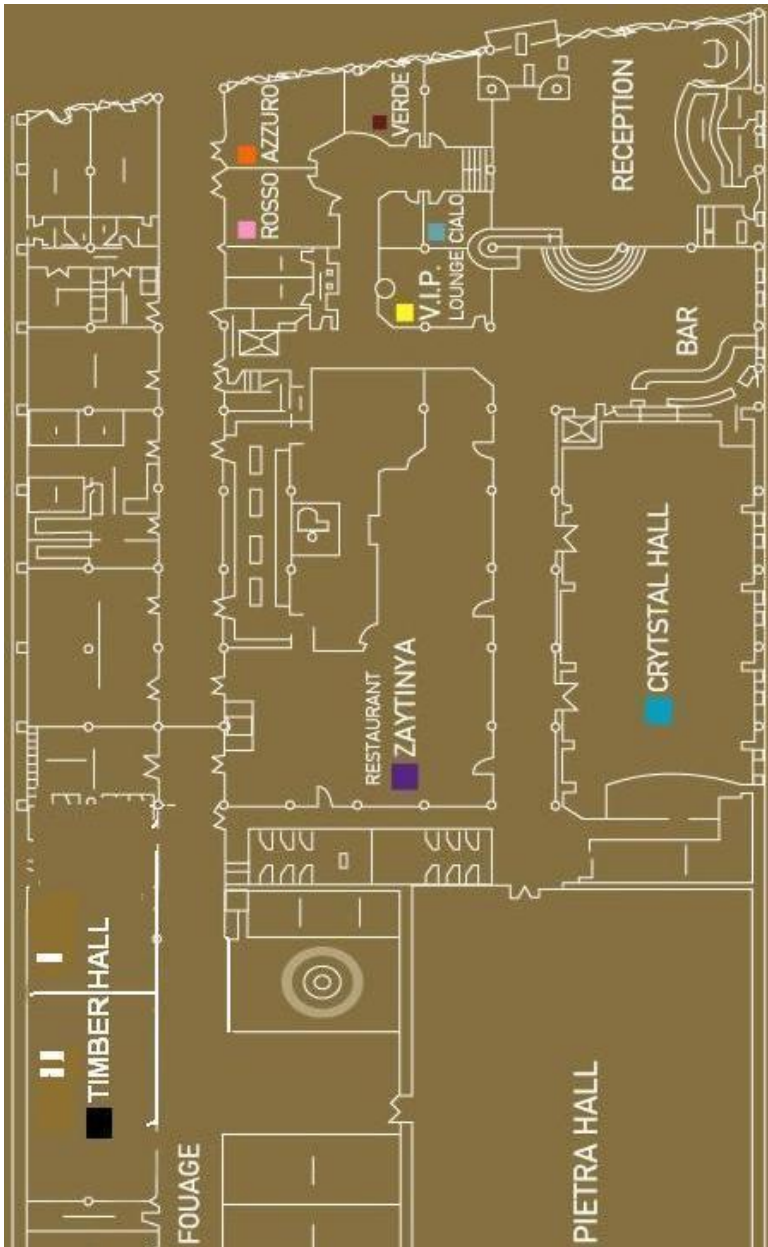 AZZURO
VERDE
RECEPTION
ROSSO
CIALO
V.I.P.
LOUNGE
BAR
RESTAURANT
ZAYTINYA
CRYTSTAL HALL
TIMBER HALL
FOUAGE
PIETRA HALL